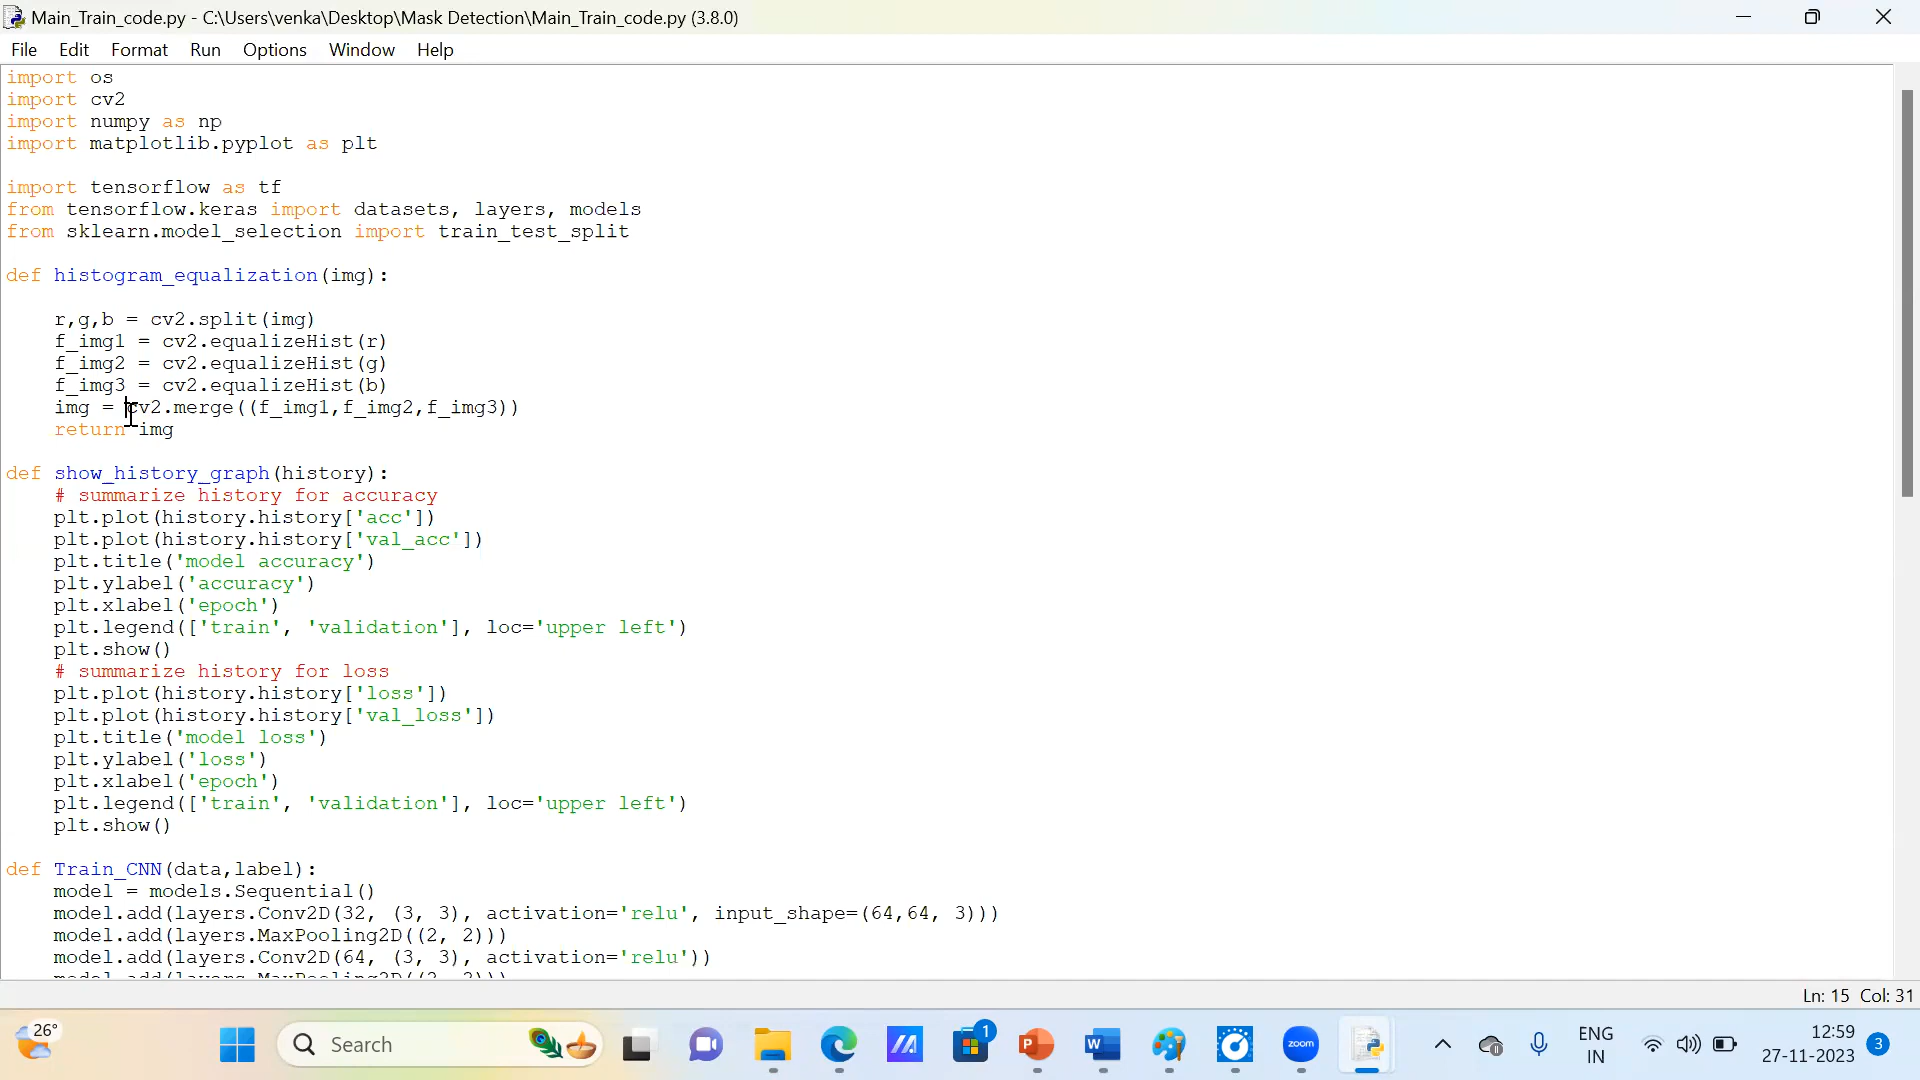 Main_Train_code.py - C:\Users\venka\Desktop\Mask Detection\Main_Train_code.py (3.8.0)
File Edit Format Run Options Window Help
import os
import cv2
import numpy as np
import matplotlib.pyplot as plt
import tensorflow as tf
from tensorflow.keras import datasets, layers, models
from sklearn.model_selection import train_test_split
def histogram_equalization(img):
    r,g,b = cv2.split(img)
    f_img1 = cv2.equalizeHist(r)
    f_img2 = cv2.equalizeHist(g)
    f_img3 = cv2.equalizeHist(b)
    img = cv2.merge((f_img1,f_img2,f_img3))
    return img
def show_history_graph(history):
    # summarize history for accuracy
    plt.plot(history.history['acc'])
    plt.plot(history.history['val_acc'])
    plt.title('model accuracy')
    plt.ylabel('accuracy')
    plt.xlabel('epoch')
    plt.legend(['train', 'validation'], loc='upper left')
    plt.show()
    # summarize history for loss
    plt.plot(history.history['loss'])
    plt.plot(history.history['val_loss'])
    plt.title('model loss')
    plt.ylabel('loss')
    plt.xlabel('epoch')
    plt.legend(['train', 'validation'], loc='upper left')
    plt.show()
def Train_CNN(data,label):
    model = models.Sequential()
    model.add(layers.Conv2D(32, (3, 3), activation='relu', input_shape=(64,64, 3)))
    model.add(layers.MaxPooling2D((2, 2)))
    model.add(layers.Conv2D(64, (3, 3), activation='relu'))
    model.add(layers.MaxPooling2D((2, 2)))
Ln: 15 Col: 31
26°
Search
1
P
W
zoom
ENG
IN
12:59
27-11-2023
3